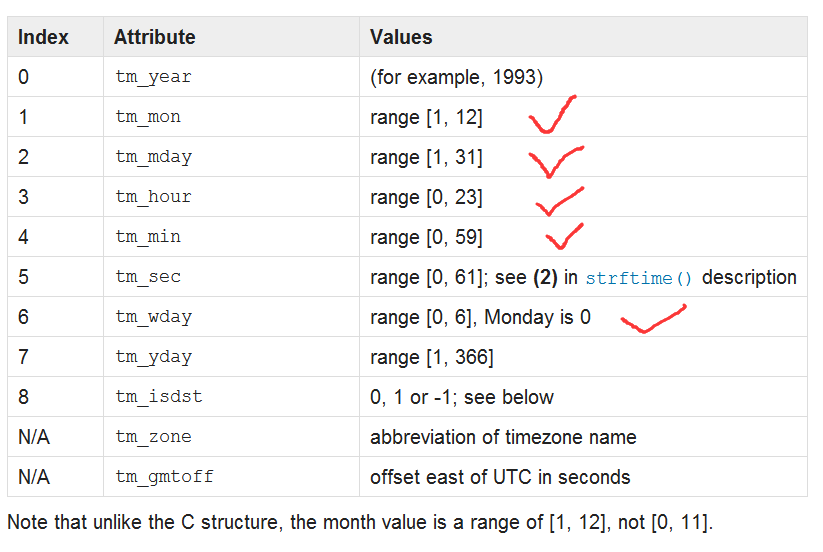 Index Attribute Values
0 tm_year (for example, 1993)
1 tm_mon range [1, 12]
2 tm_mday range [1, 31]
3 tm_hour range [0, 23]
4 tm_min range [0, 59]
5 tm_sec range [0, 61]; see (2) in strftime() description
6 tm_wday range [0, 6], Monday is 0
7 tm_yday range [1, 366]
8 tm_isdst 0, 1 or -1; see below
N/A tm_zone abbreviation of timezone name
N/A tm_gmtoff offset east of UTC in seconds
Note that unlike the C structure, the month value is a range of [1, 12], not [0, 11].